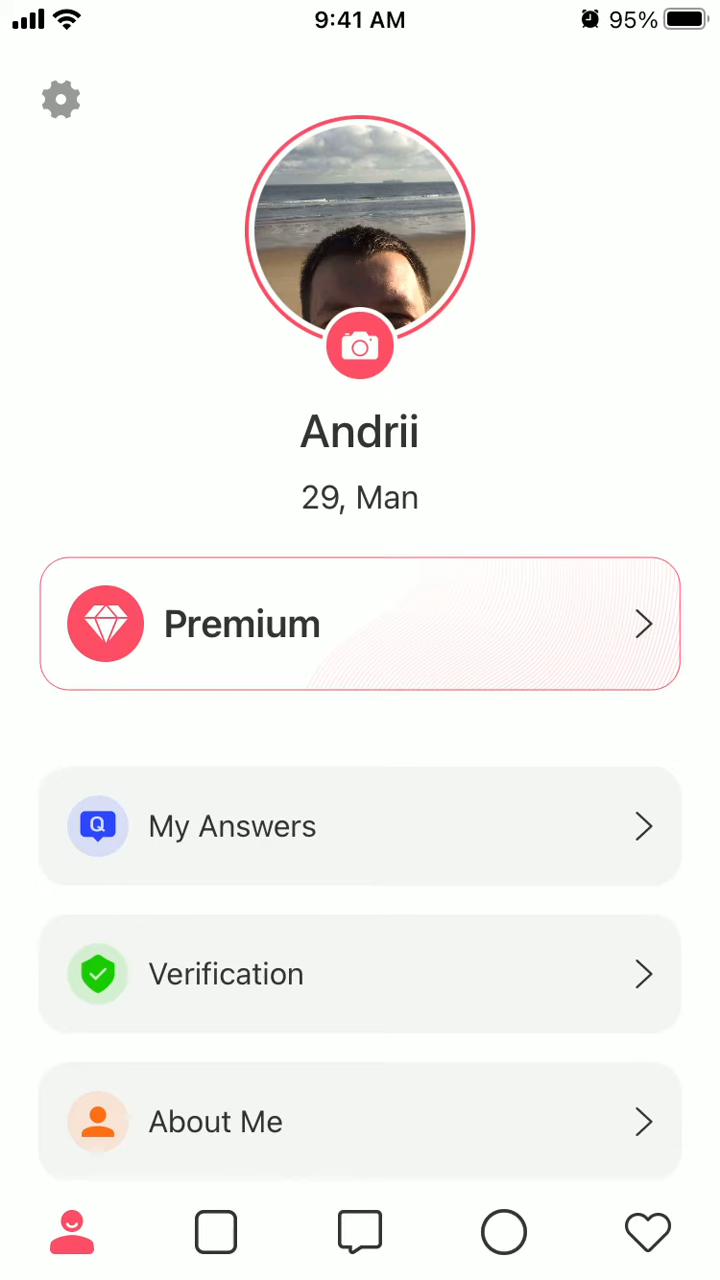 9:41 AM
95%
Andrii
29, Man
Premium
Q
My Answers
Verification
About Me